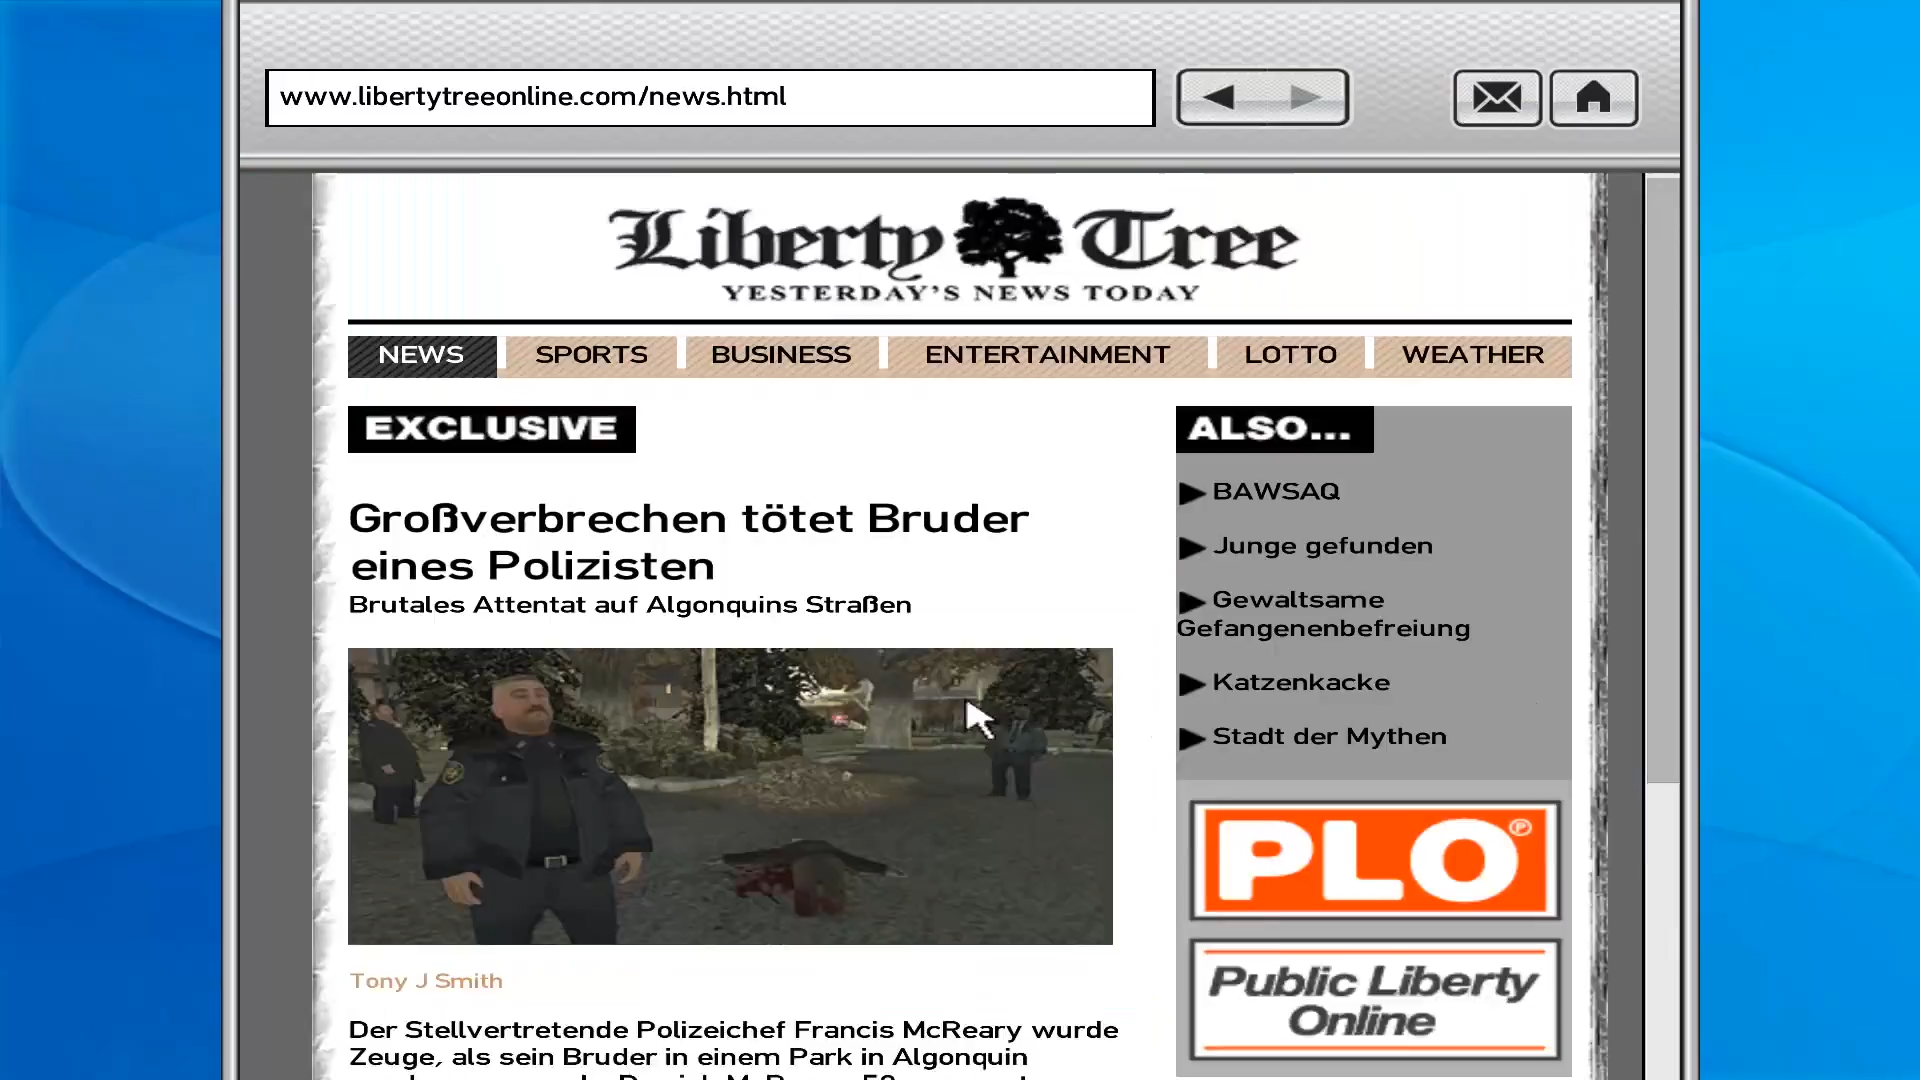 www.libertytreeonline.com/news.html
Liberty Tree
YESTERDAY'S NEWS TODAY
NEWS
SPORTS
BUSINESS
ENTERTAINMENT
LOTTO
WEATHER
EXCLUSIVE
Großverbrechen tötet Bruder
eines Polizisten
Brutales Attentat auf Algonquins Straßen
Tony J Smith
Der Stellvertretende Polizeichef Francis McReary wurde
Zeuge, als sein Bruder in einem Park in Algonquin
ALSO...
BAWSAQ
Junge gefunden
Gewaltsame
Gefangenenbefreiung
Katzenkacke
Stadt der Mythen
PLO
Public Liberty
Online